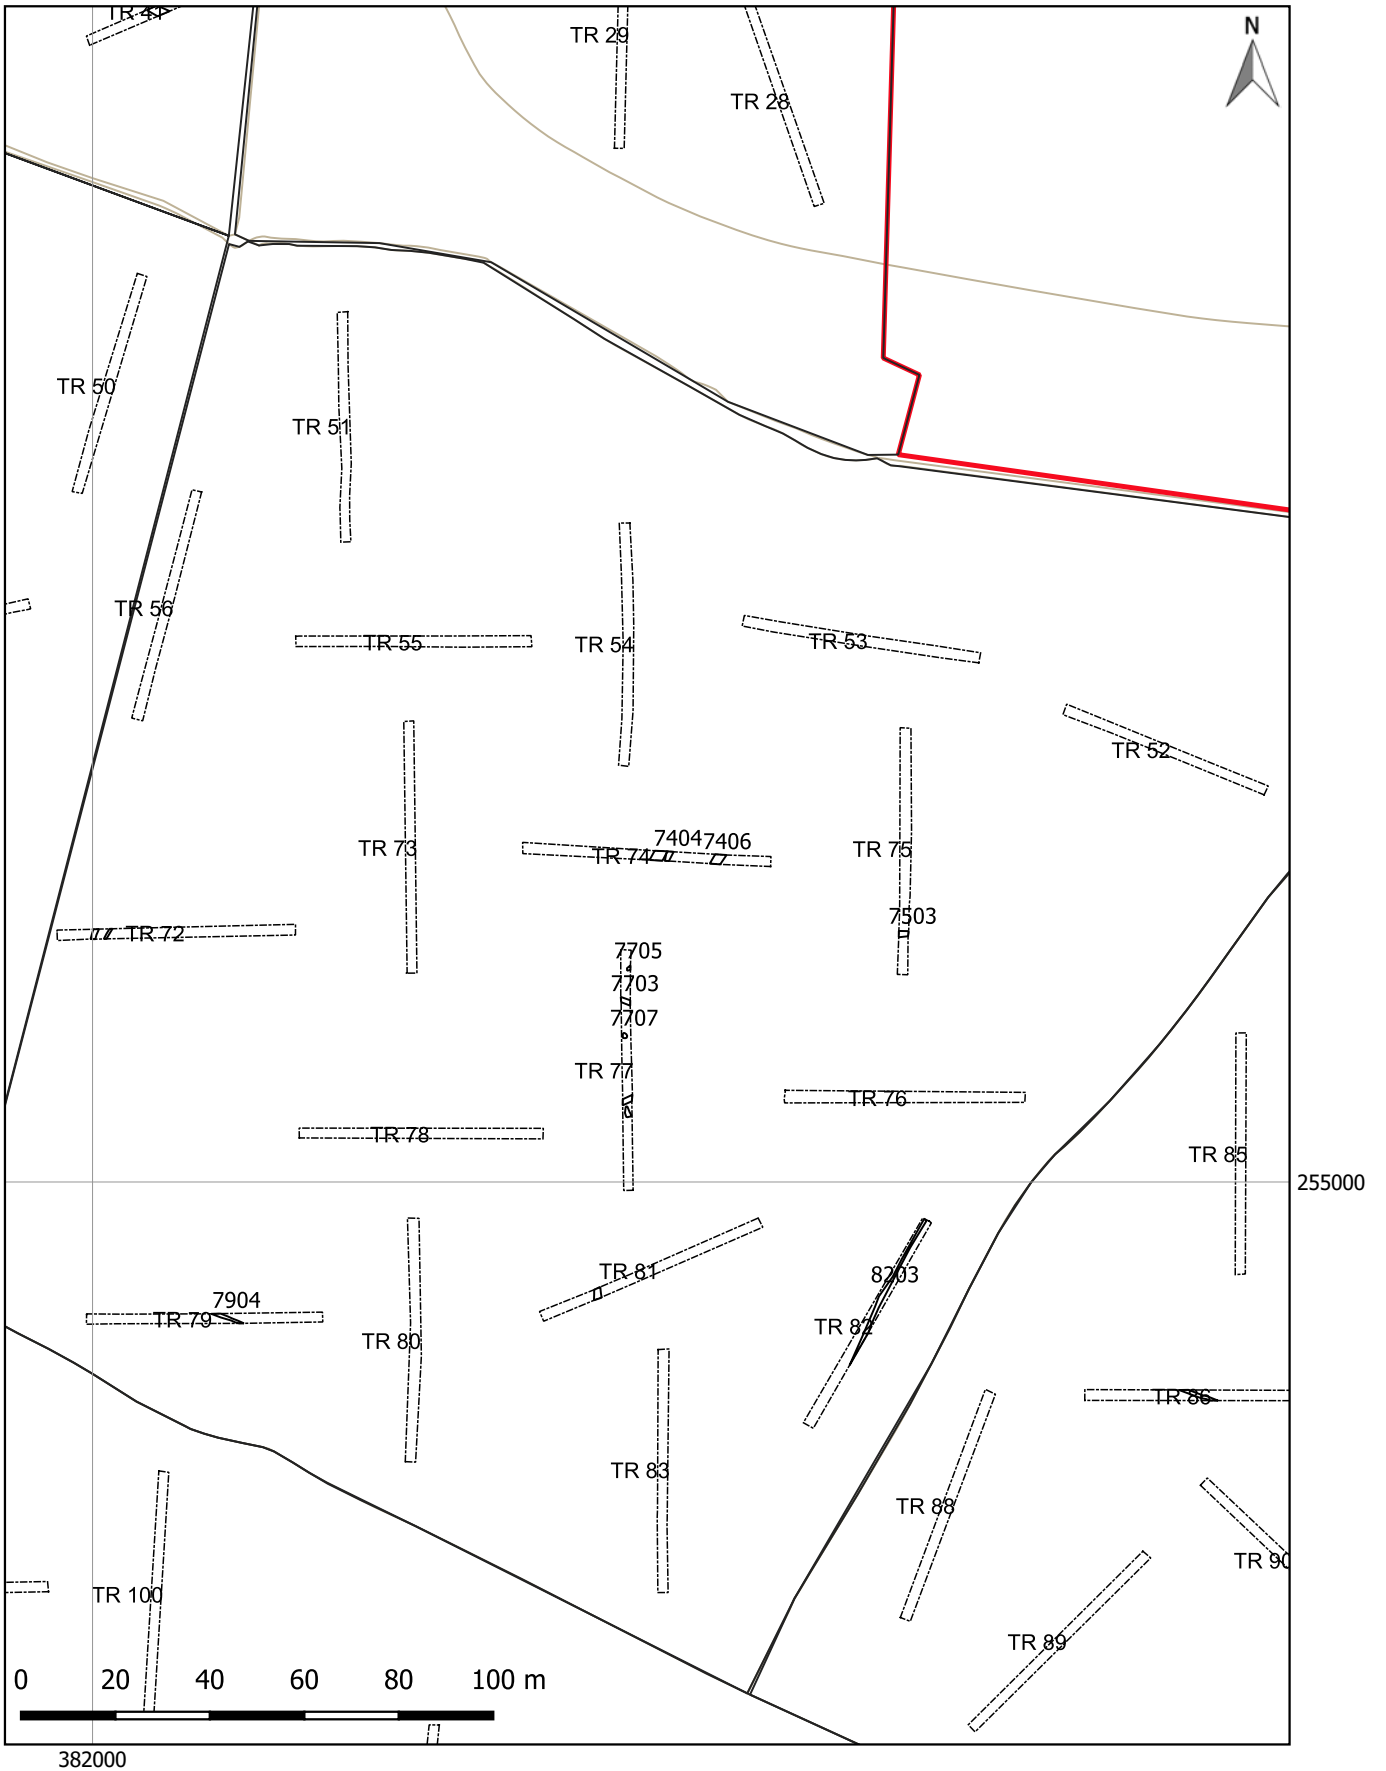 TR 41
TR 29
N
TR 28
TR 50
TR 51
TR 56
TR 55
TR 54
TR 53
TR 52
TR 73
TR 74
7404
7406
TR 75
7503
TR 72
7705
7703
7707
TR 77
TR 76
TR 78
TR 85
255000
TR 81
8203
7904
TR 79
TR 80
TR 82
TR 86
TR 83
TR 88
TR 90
TR 100
TR 89
0 20 40 60 80 100 m
382000